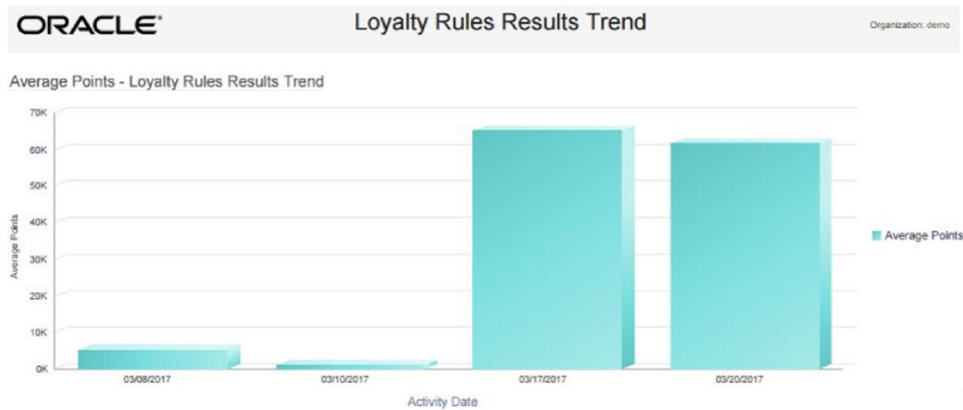 ORACLE®
Loyalty Rules Results Trend
Organization: demo
Average Points - Loyalty Rules Results Trend
70K
60K
50K
40K
30K
20K
10K
0K
Average Points
03/08/2017
03/10/2017
03/17/2017
03/20/2017
Activity Date
Average Points